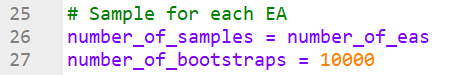 25 # Sample for each EA
26 number_of_samples = number_of_eas
27 number_of_bootstraps = 10000